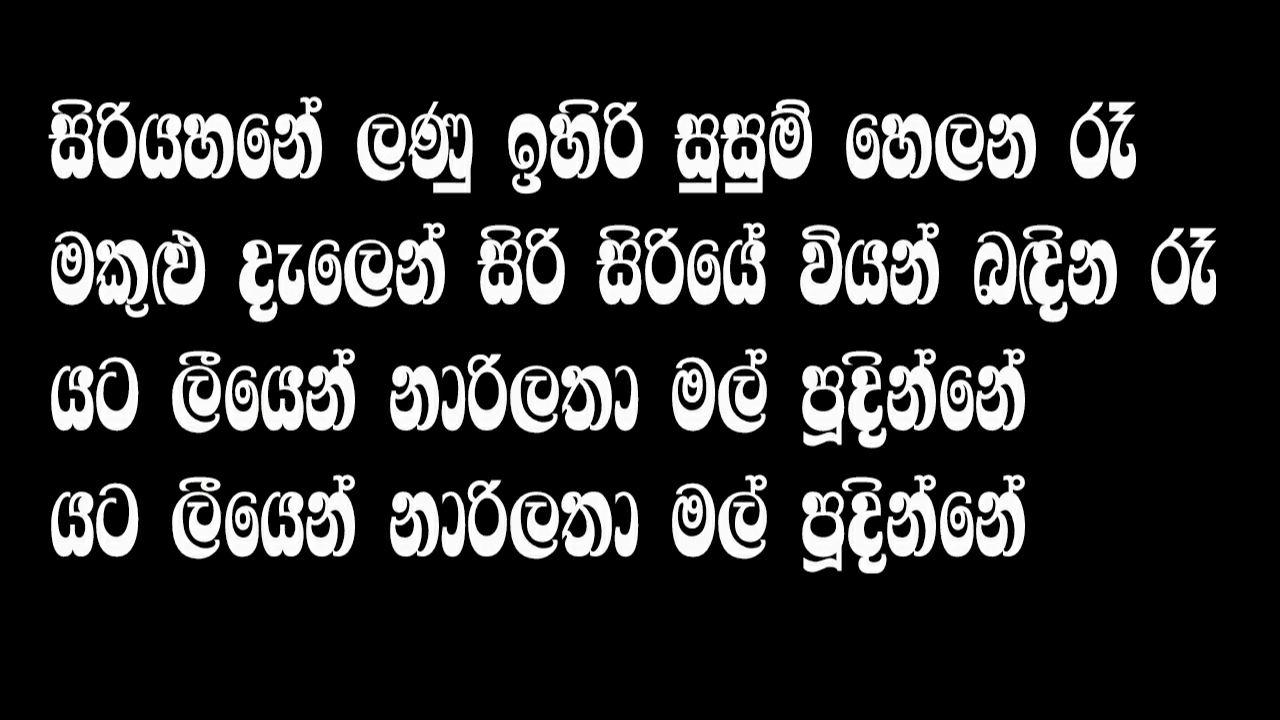 සිරියහනේ ලණු ඉහිරි සුසුම් හෙලන රෑ
මකුළු දැලෙන් සිරි සිරියේ වියන් බඳින රෑ
යට ලීයෙන් නාරිලතා මල් පූදින්නේ
යට ලීයෙන් නාරිලතා මල් පූදින්නේ